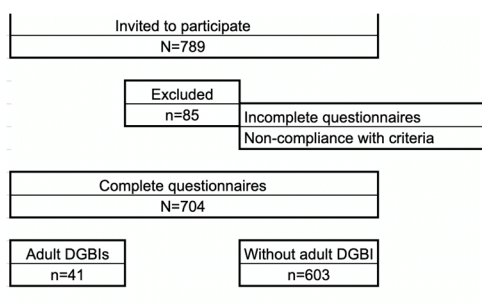 Invited to participate
N=789
Excluded
n=85
Incomplete questionnaires
Non-compliance with criteria
Complete questionnaires
N=704
Adult DGBIs
n=41
Without adult DGBI
n=603